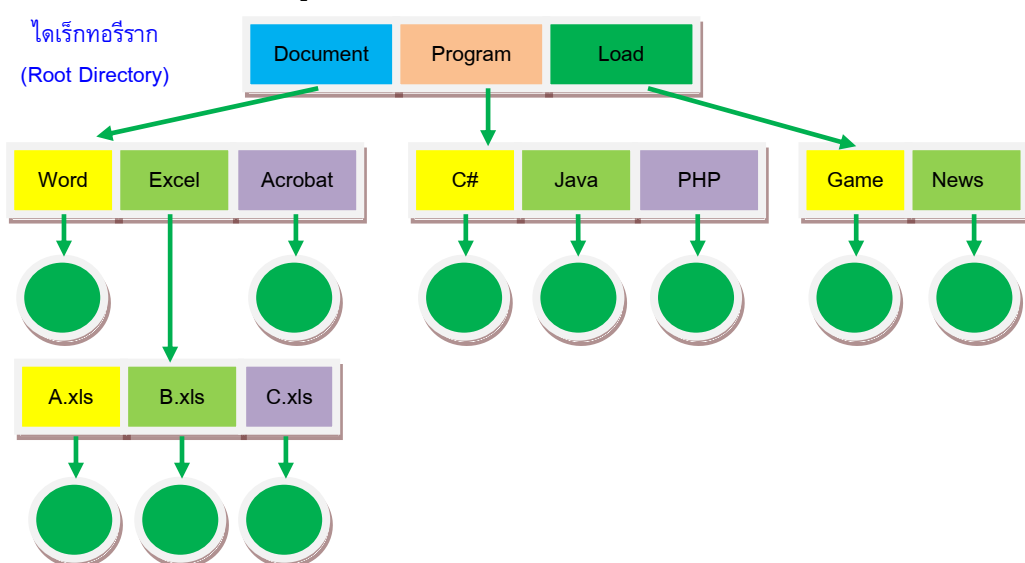 ไดเร็กทอรีราก
(Root Directory)
Document Program Load
Word Excel Acrobat C# Java PHP Game News
A.xls B.xls C.xls